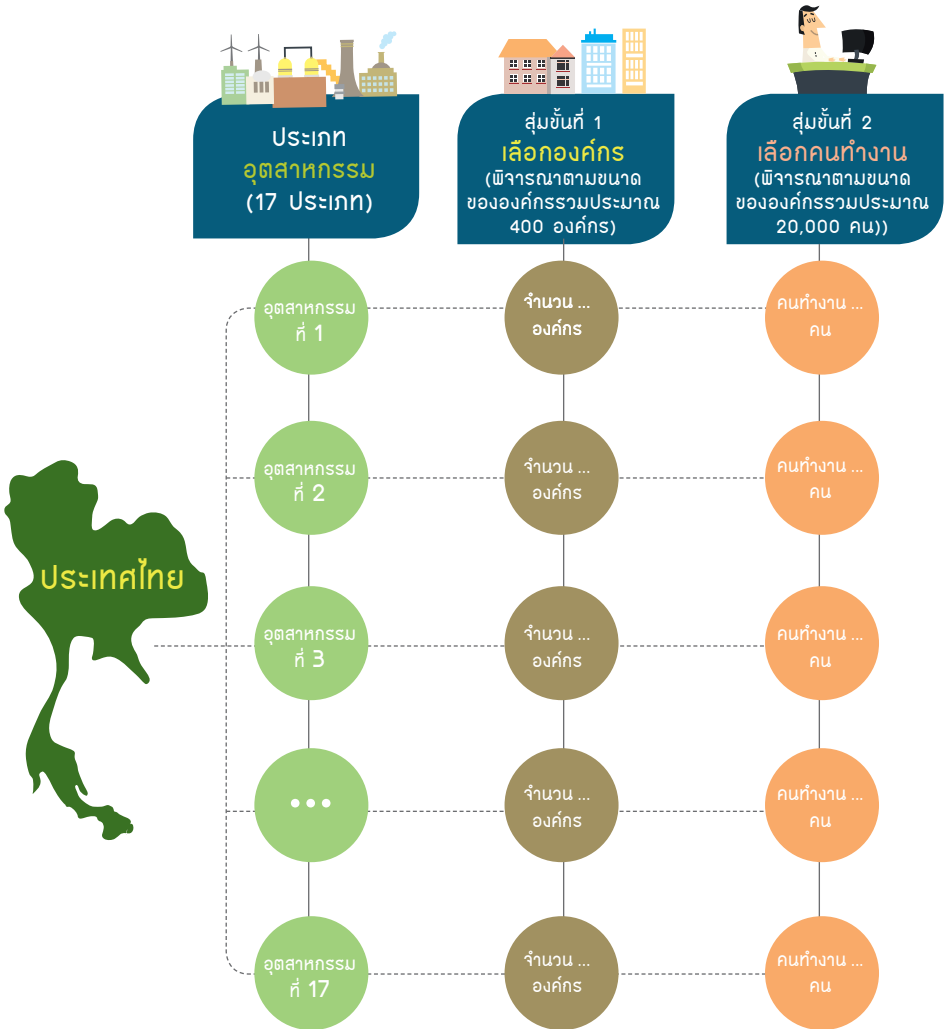 ประเภท
อุตสาหกรรม
(17 ประเภท)
สุ่มขั้นที่ 1
เลือกองค์กร
(พิจารณาตามขนาด
ขององค์กรรวมประมาณ
400 องค์กร)
สุ่มขั้นที่ 2
เลือกคนทำงาน
(พิจารณาตามขนาด
ขององค์กรรวมประมาณ
20,000 คน))
ประเทศไทย
อุตสาหกรรม
ที่ 1
จำนวน ...
องค์กร
คนทำงาน ...
คน
อุตสาหกรรม
ที่ 2
จำนวน ...
องค์กร
คนทำงาน ...
คน
อุตสาหกรรม
ที่ 3
จำนวน ...
องค์กร
คนทำงาน ...
คน
...
จำนวน ...
องค์กร
คนทำงาน ...
คน
อุตสาหกรรม
ที่ 17
จำนวน ...
องค์กร
คนทำงาน ...
คน